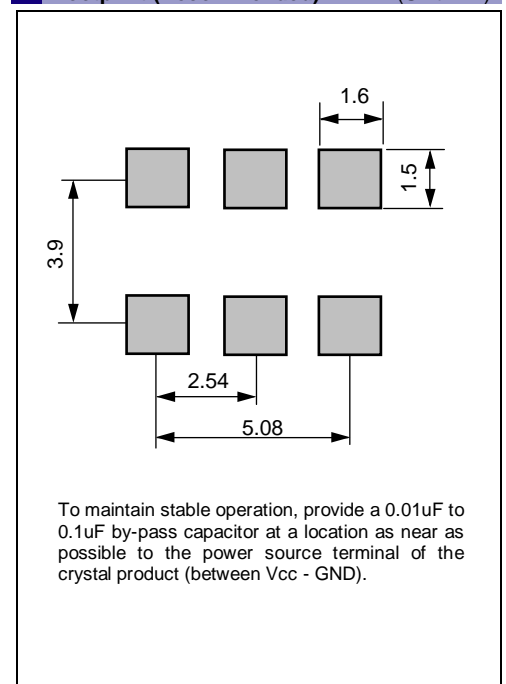 1.6
1.5
3.9
2.54
5.08
To maintain stable operation, provide a 0.01uF to
0.1uF by-pass capacitor at a location as near as
possible to the power source terminal of the
crystal product (between Vcc - GND).